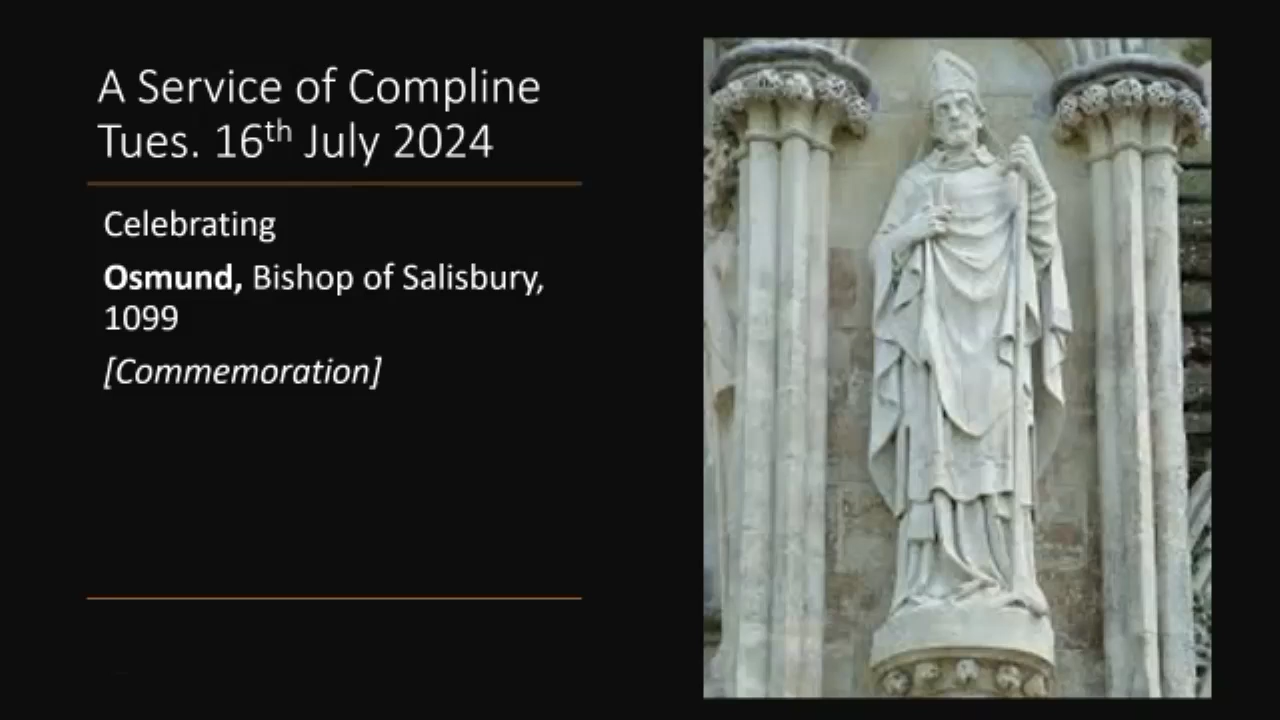 A Service of Compline
Tues. 16th July 2024
Celebrating
Osmund, Bishop of Salisbury,
1099
[Commemoration]